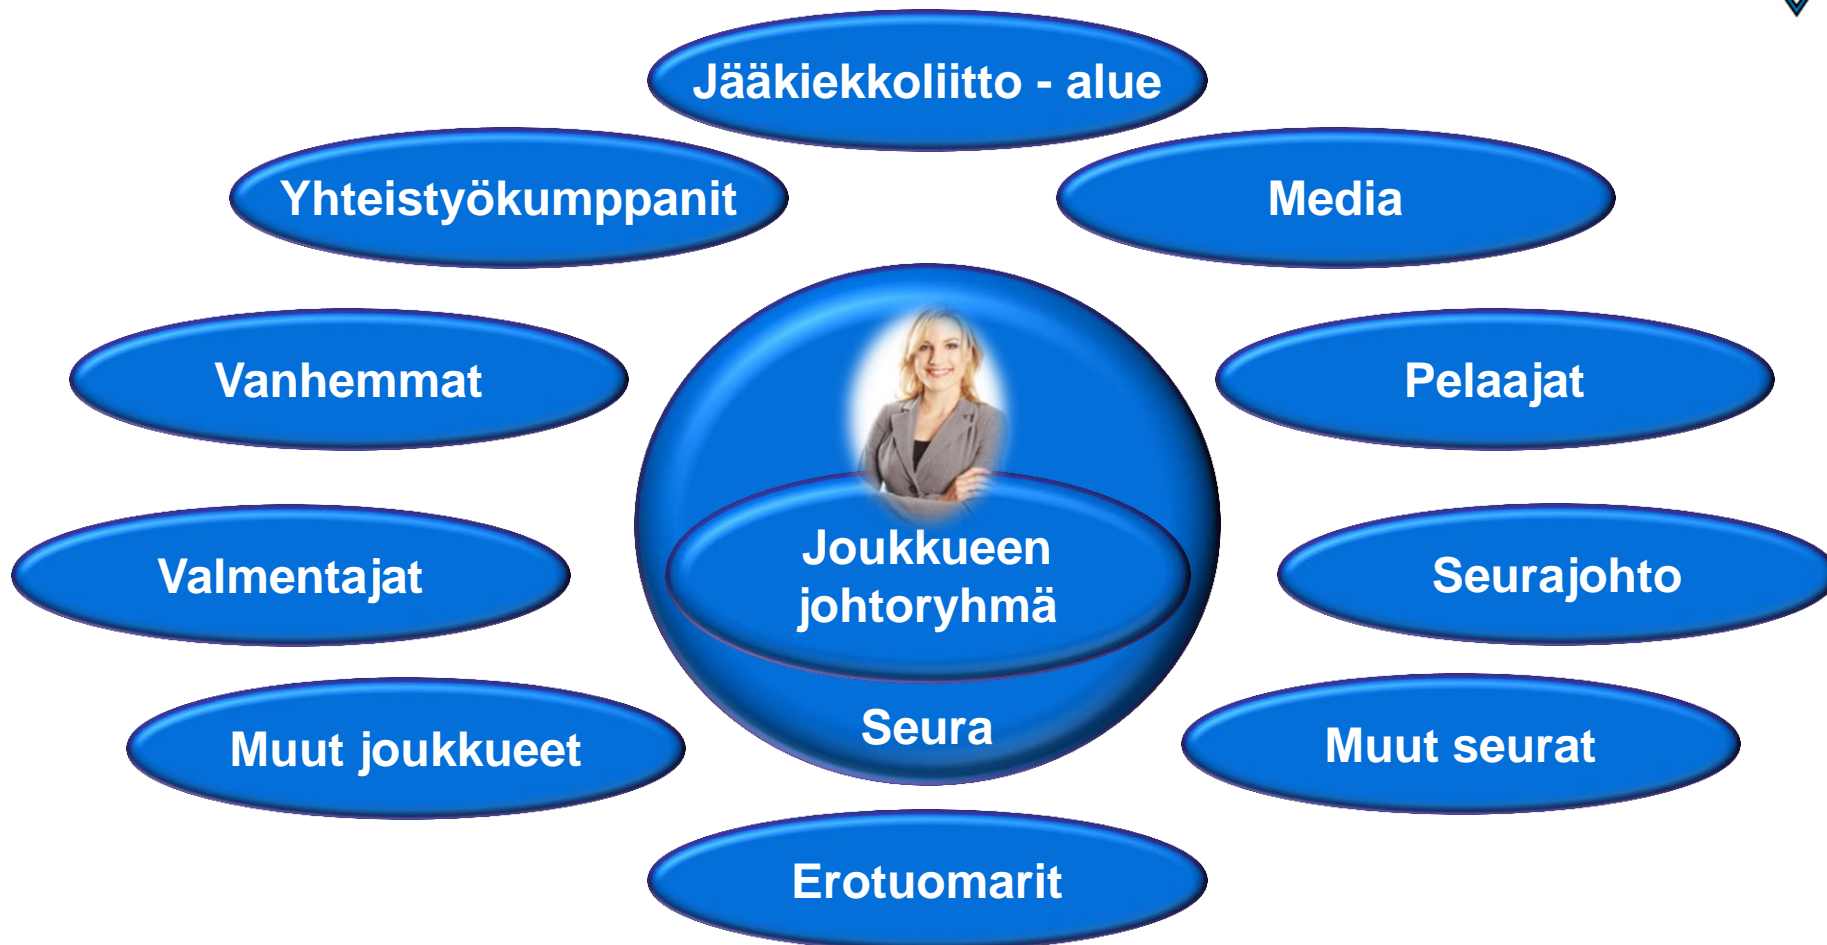 Jääkiekkoliitto - alue
Yhteistyökumppanit
Media
Vanhemmat
Pelaajat
Joukkueen
johtoryhmä
Valmentajat
Seurajohto
Seura
Muut joukkueet
Muut seurat
Erotuomarit